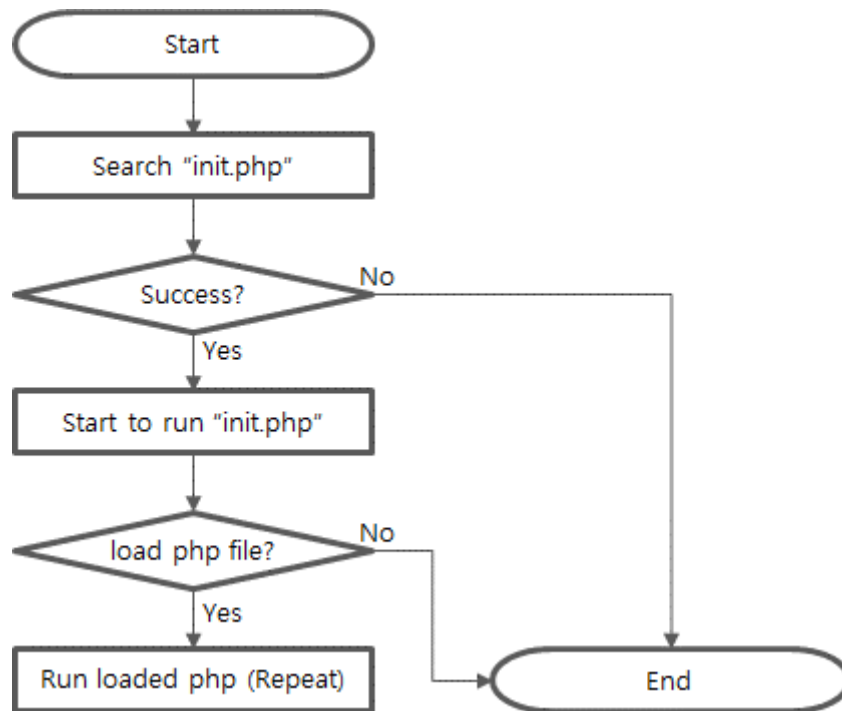 Start
Search “init.php”
Success?
No
Yes
Start to run “init.php”
load php file?
No
Yes
Run loaded php (Repeat)
End